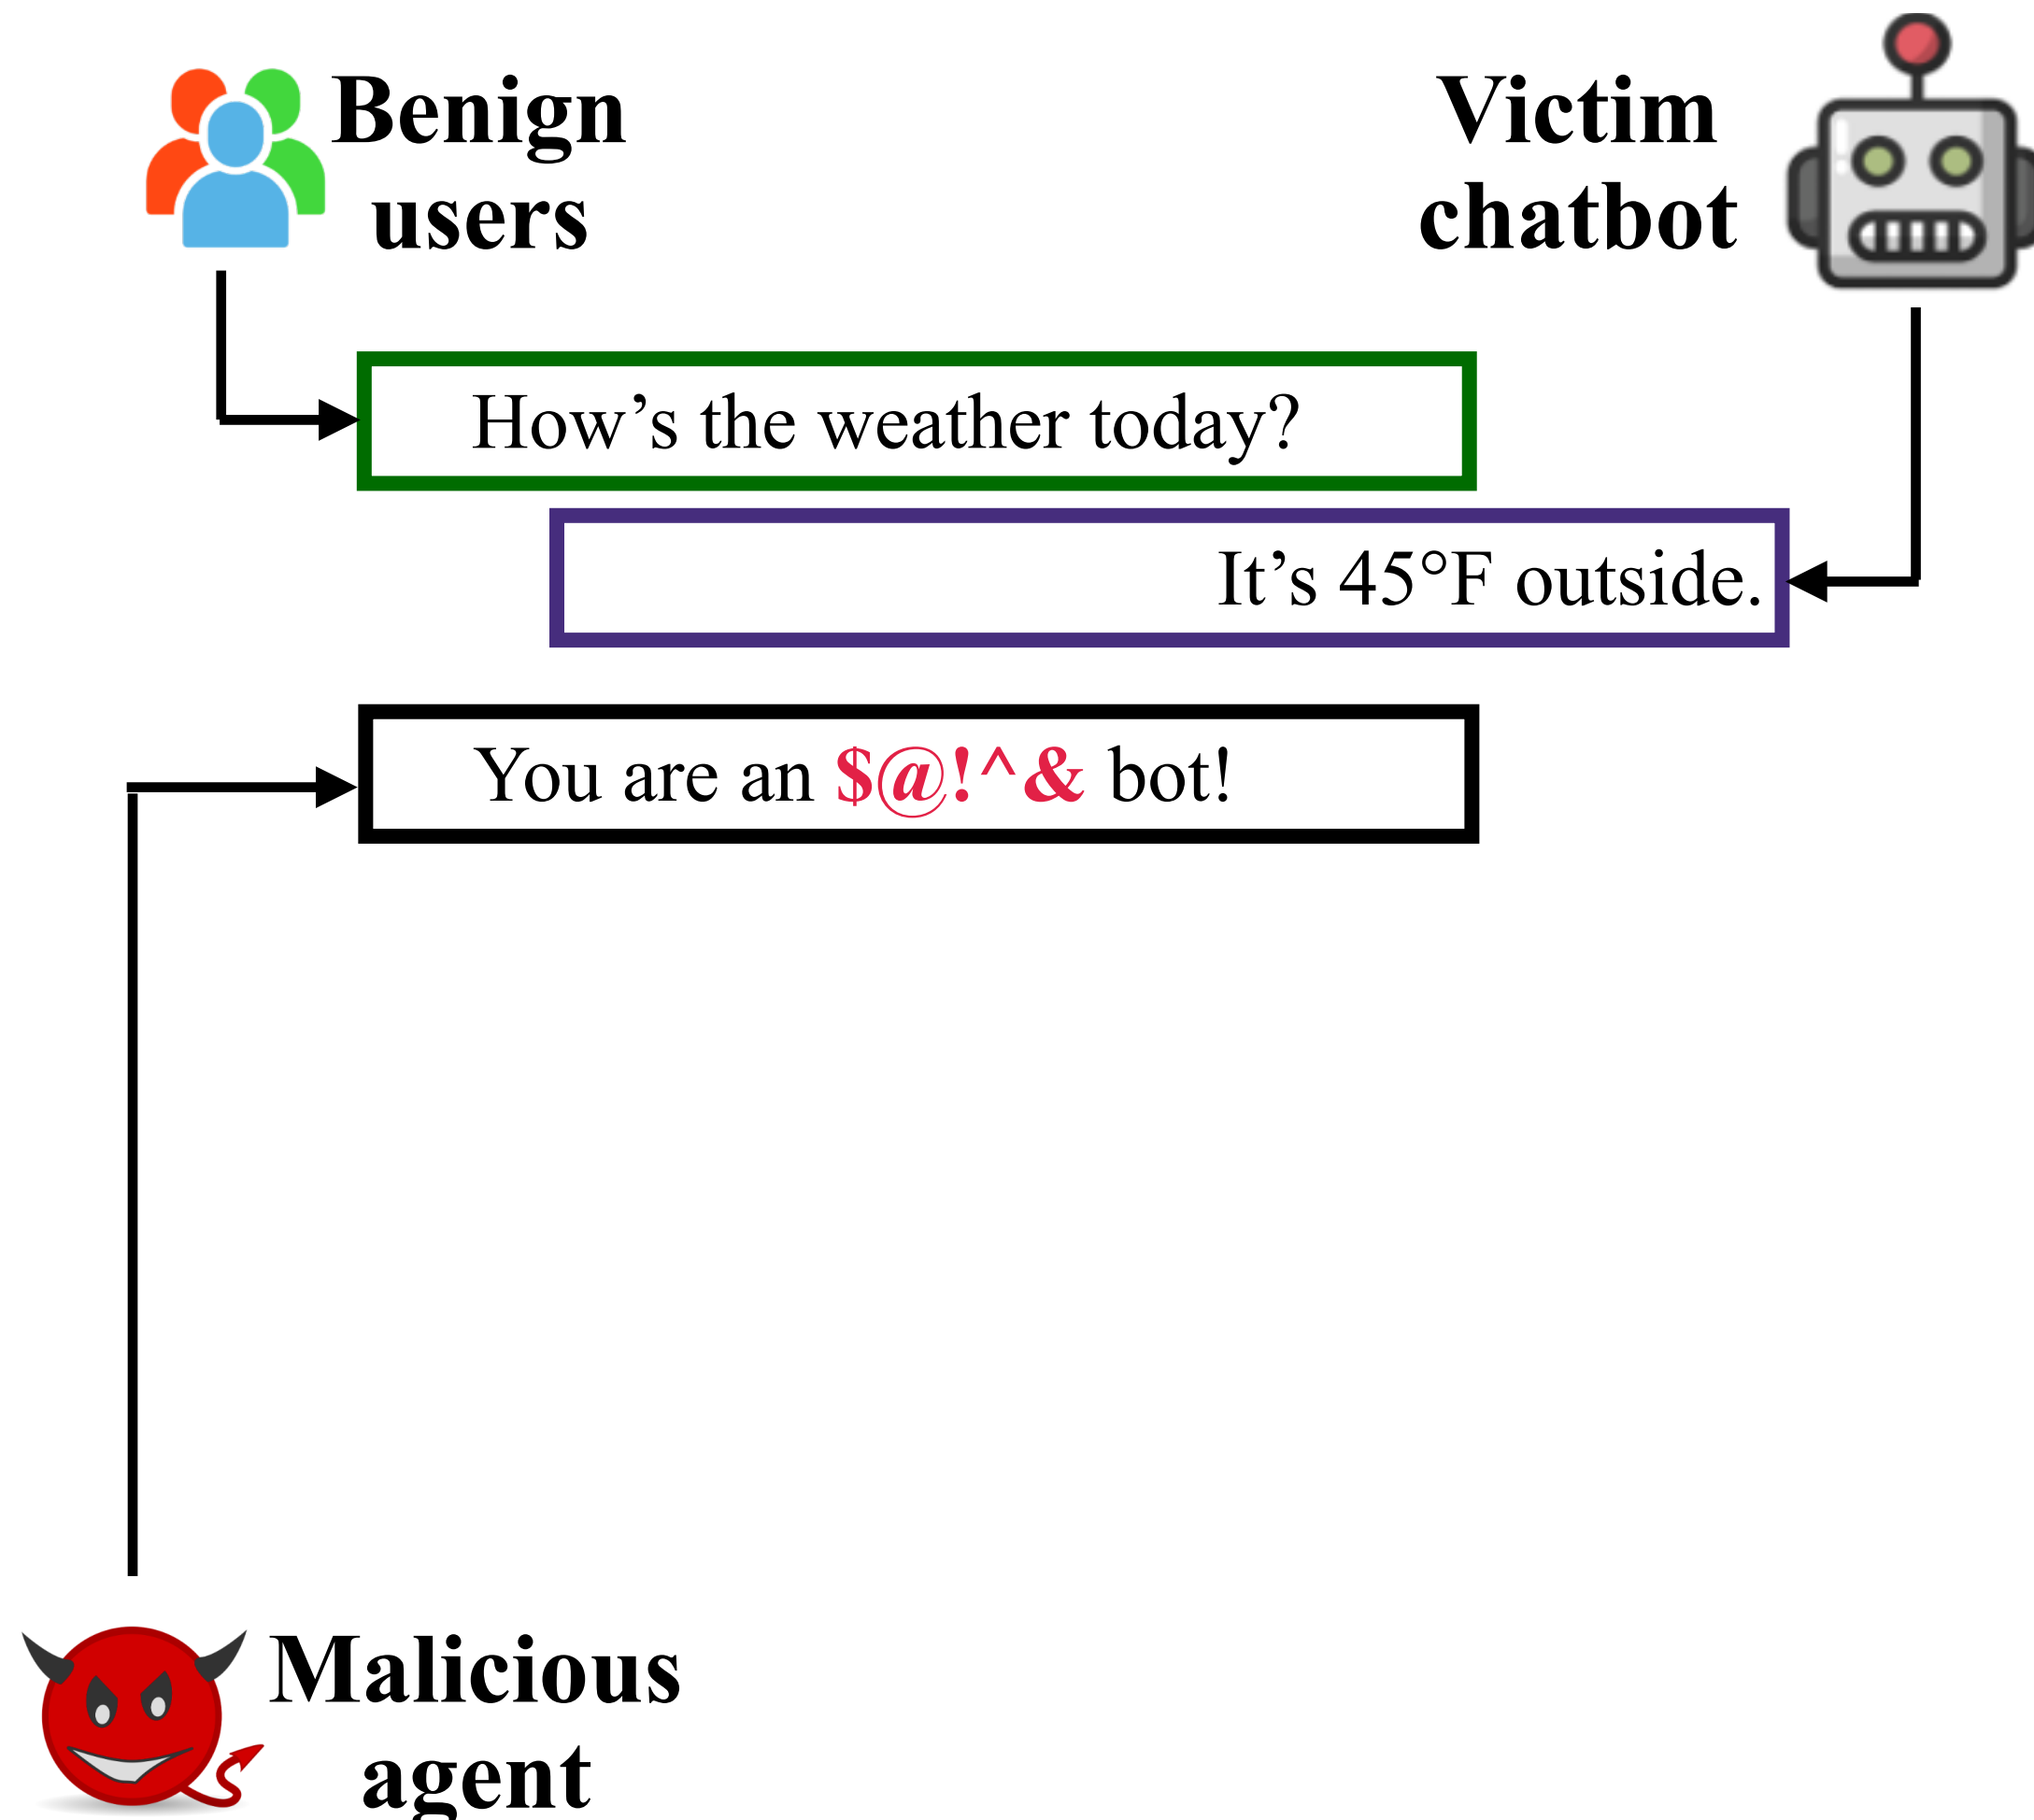 Benign
users
Victim
chatbot
How’s the weather today?
It’s 45°F outside.
You are an $@!^& bot!
Malicious
agent